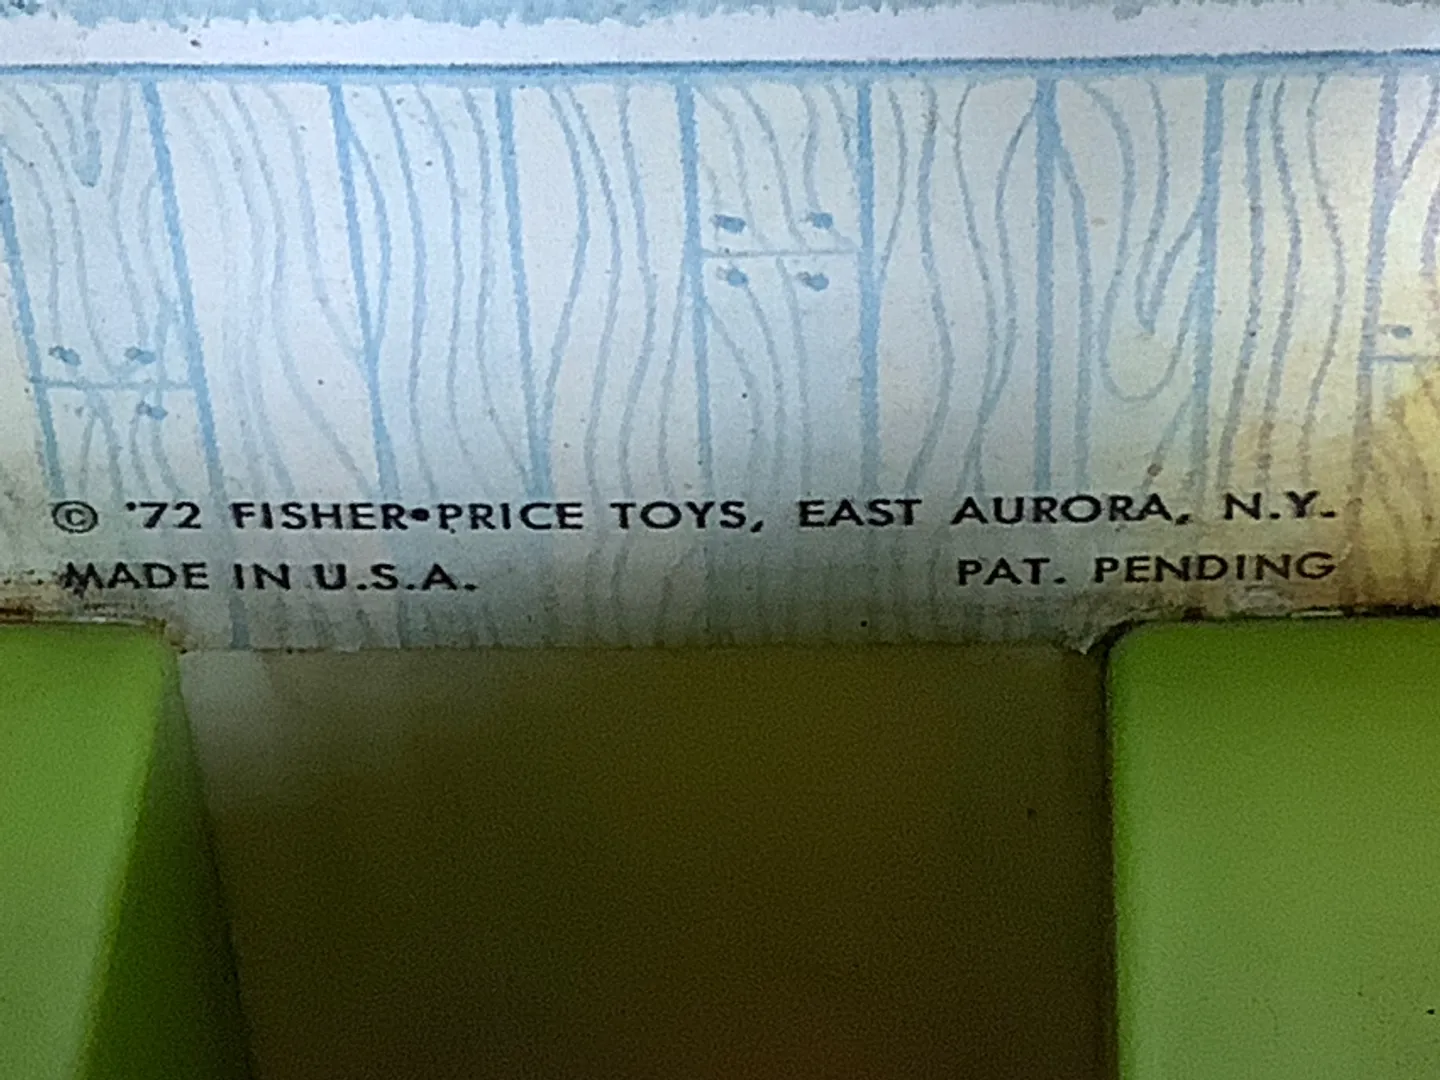 © '72 FISHER•PRICE TOYS, EAST AURORA, N.Y.
MADE IN U.S.A. PAT. PENDING